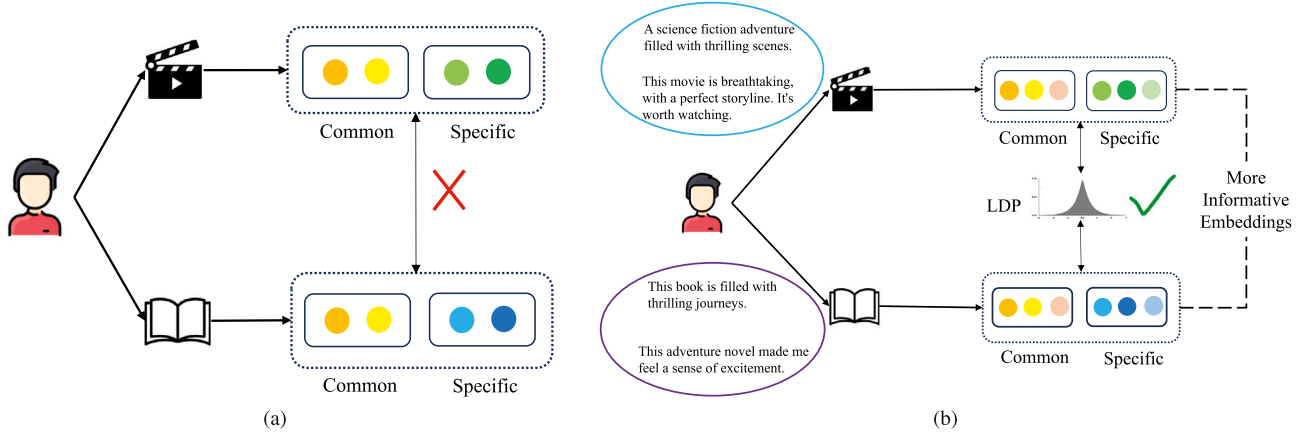 Common
Specific
Common
Specific
(a)
A science fiction adventure
filled with thrilling scenes.
This movie is breathtaking,
with a perfect storyline. It's
worth watching.
Common
Specific
LDP
More
Informative
Embeddings
This book is filled with
thrilling journeys.
This adventure novel made me
feel a sense of excitement.
Common
Specific
(b)